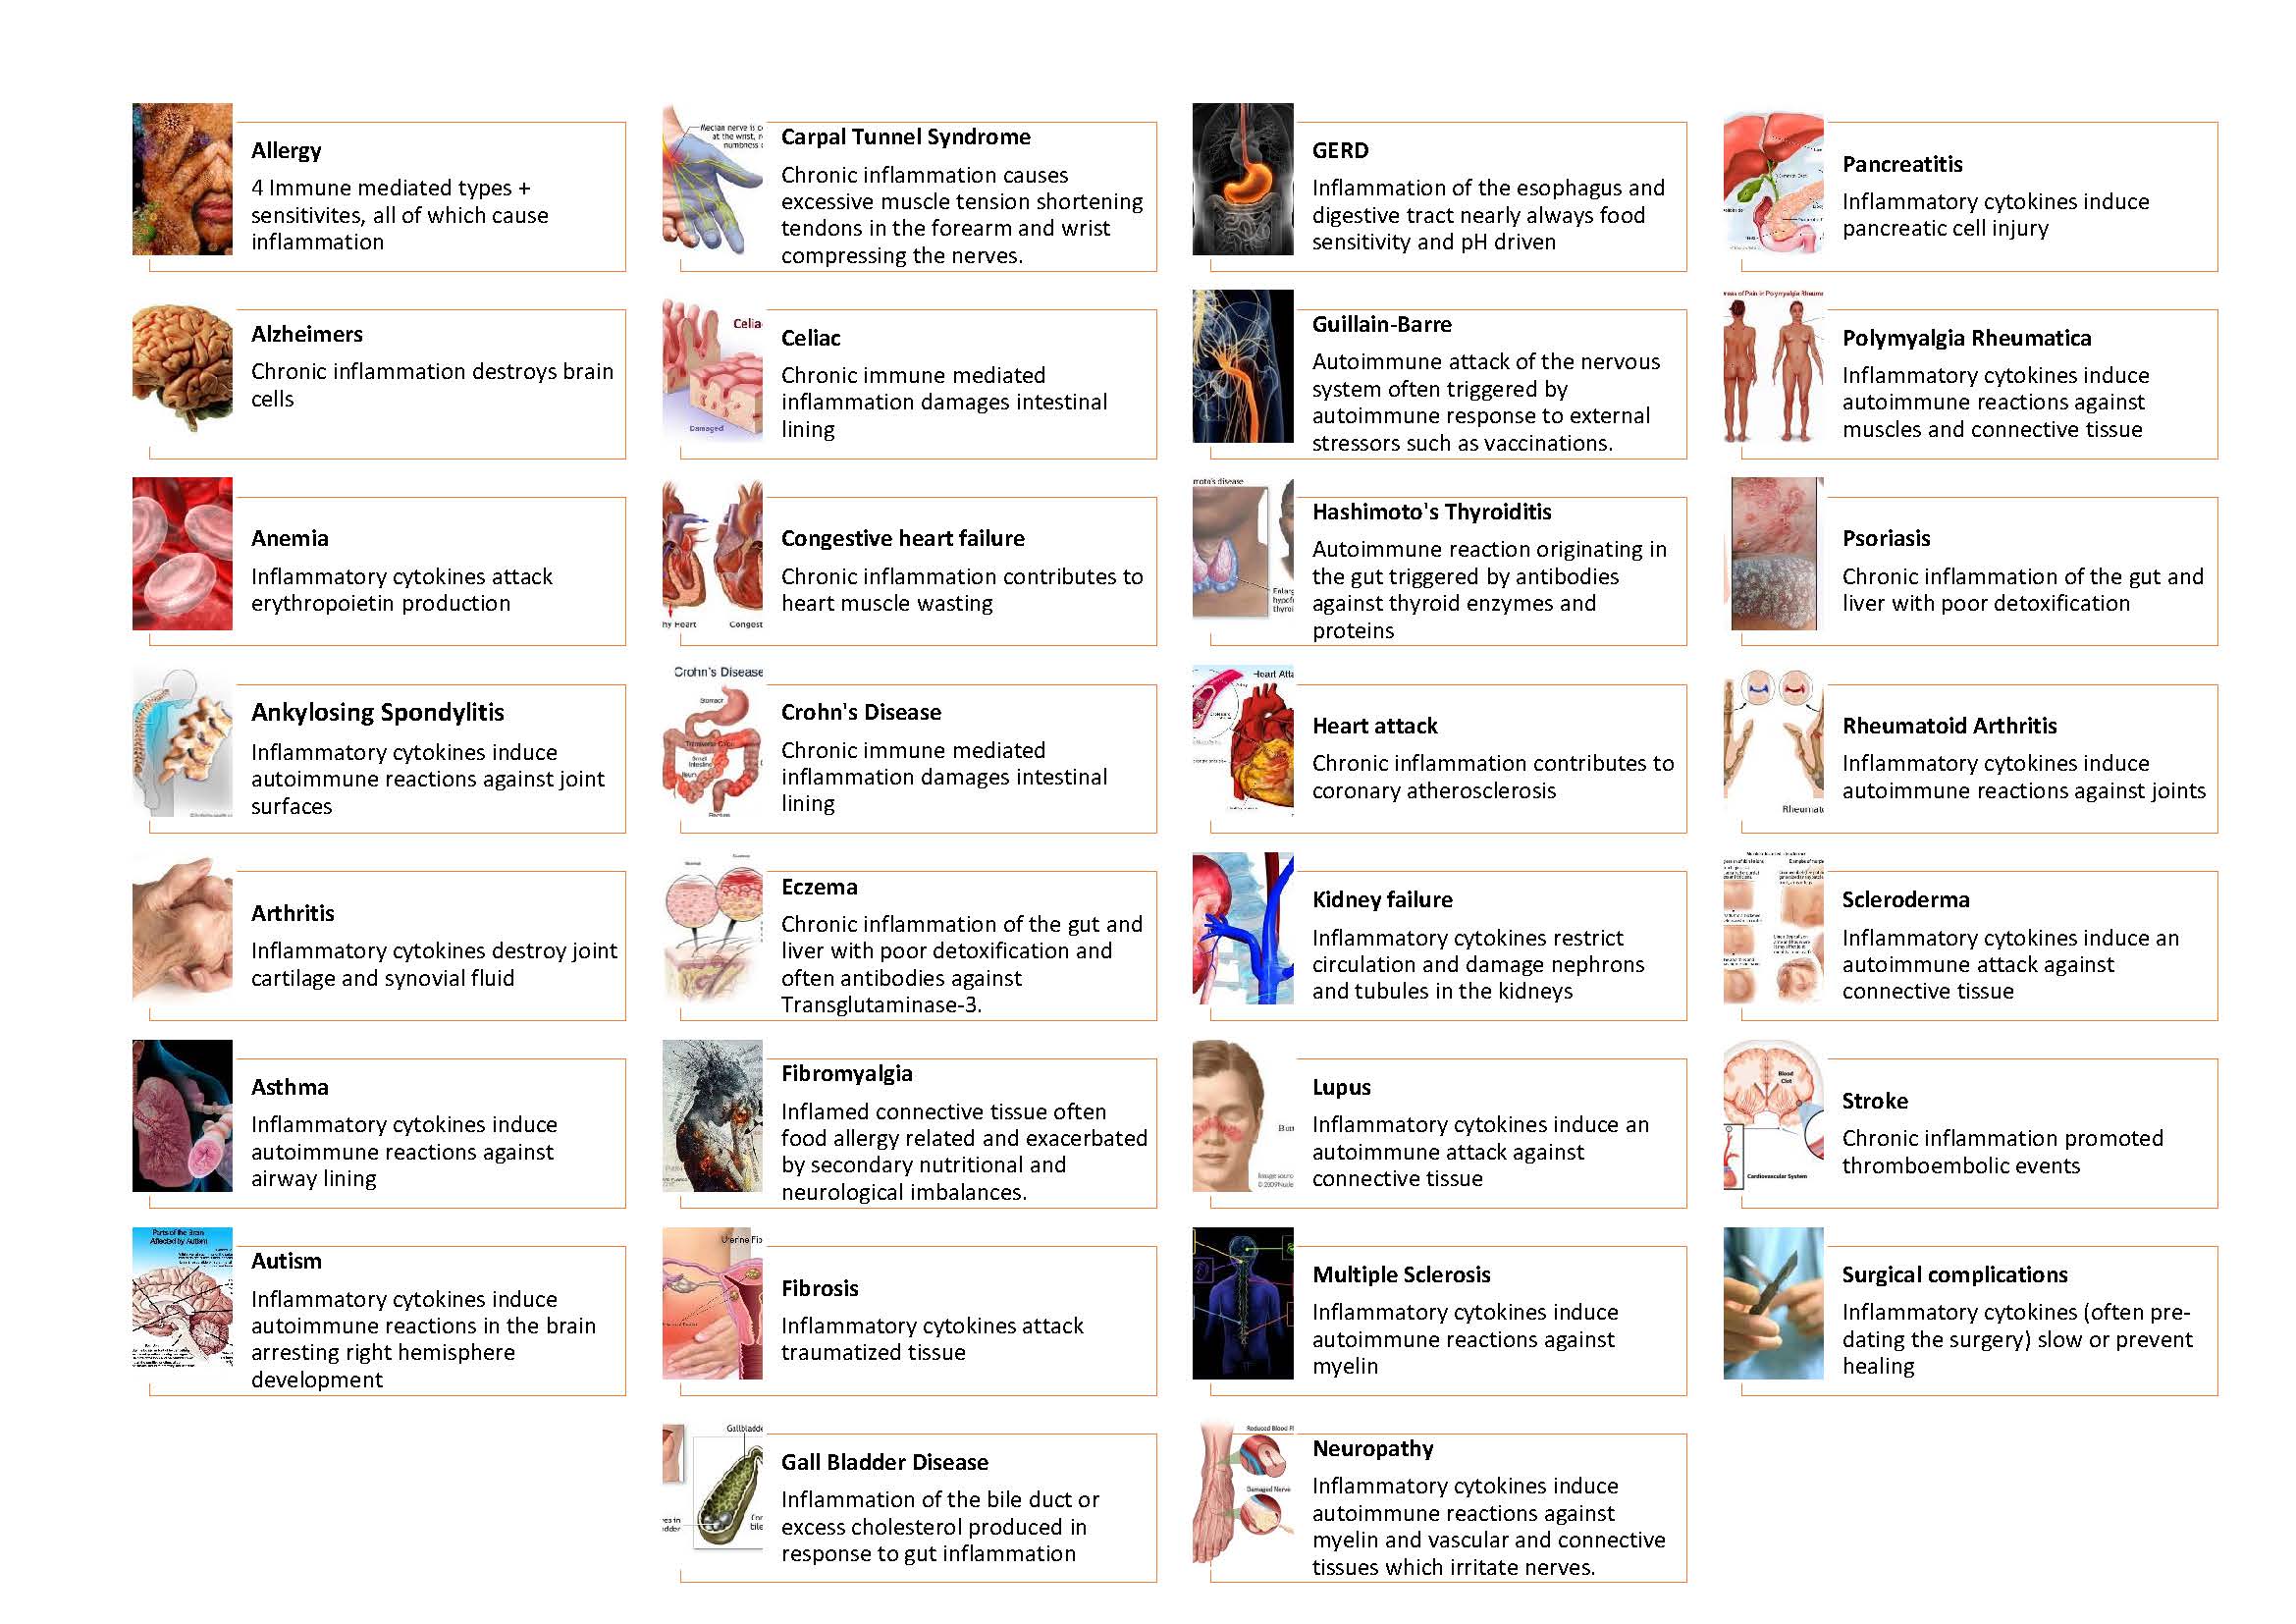 Allergy
4 Immune mediated types +
sensitivites, all of which cause
inflammation
Alzheimers
Chronic inflammation destroys brain
cells
Anemia
Inflammatory cytokines attack
erythropoietin production
Ankylosing Spondylitis
Inflammatory cytokines induce
autoimmune reactions against joint
surfaces
Arthritis
Inflammatory cytokines destroy joint
cartilage and synovial fluid
Asthma
Inflammatory cytokines induce
autoimmune reactions against
airway lining
Parts of the Brain
Affected by Autism
Autism
Inflammatory cytokines induce
autoimmune reactions in the brain
arresting right hemisphere
development
Median nerve is c
at the wrist, r
numbness
Carpal Tunnel Syndrome
Chronic inflammation causes
excessive muscle tension shortening
tendons in the forearm and wrist
compressing the nerves.
Celia
Damaged
Celiac
Chronic immune mediated
inflammation damages intestinal
lining
hy Heart
Congest
Congestive heart failure
Chronic inflammation contributes to
heart muscle wasting
Crohn's Disease
Stomach
Crohn's Disease
Chronic immune mediated
inflammation damages intestinal
lining
Eczema
Chronic inflammation of the gut and
liver with poor detoxification and
often antibodies against
Transglutaminase-3.
Fibromyalgia
Inflamed connective tissue often
food allergy related and exacerbated
by secondary nutritional and
neurological imbalances.
Uterine Fib
Fibrosis
Inflammatory cytokines attack
traumatized tissue
Gallbladde
Gall Bladder Disease
Inflammation of the bile duct or
excess cholesterol produced in
response to gut inflammation
GERD
Inflammation of the esophagus and
digestive tract nearly always food
sensitivity and pH driven
Guillain-Barre
Autoimmune attack of the nervous
system often triggered by
autoimmune response to external
stressors such as vaccinations.
moto's disease
Enlarg
hypof
thyroi
Hashimoto's Thyroiditis
Autoimmune reaction originating in
the gut triggered by antibodies
against thyroid enzymes and
proteins
Heart Atta
Heart attack
Chronic inflammation contributes to
coronary atherosclerosis
Kidney failure
Inflammatory cytokines restrict
circulation and damage nephrons
and tubules in the kidneys
Lupus
Inflammatory cytokines induce an
autoimmune attack against
connective tissue
Multiple Sclerosis
Inflammatory cytokines induce
autoimmune reactions against
myelin
Reduced Blood Fl
Damaged Nerve
Neuropathy
Inflammatory cytokines induce
autoimmune reactions against
myelin and vascular and connective
tissues which irritate nerves.
Pancreatitis
Inflammatory cytokines induce
pancreatic cell injury
reas of Pain in Polymyalgia Rheuma
Polymyalgia Rheumatica
Inflammatory cytokines induce
autoimmune reactions against
muscles and connective tissue
Psoriasis
Chronic inflammation of the gut and
liver with poor detoxification
Rheumato
Rheumatoid Arthritis
Inflammatory cytokines induce
autoimmune reactions against joints
Scleroderma
Inflammatory cytokines induce an
autoimmune attack against
connective tissue
Blood
Clot
Cardiovascular System
Stroke
Chronic inflammation promoted
thromboembolic events
Surgical complications
Inflammatory cytokines (often pre-
dating the surgery) slow or prevent
healing